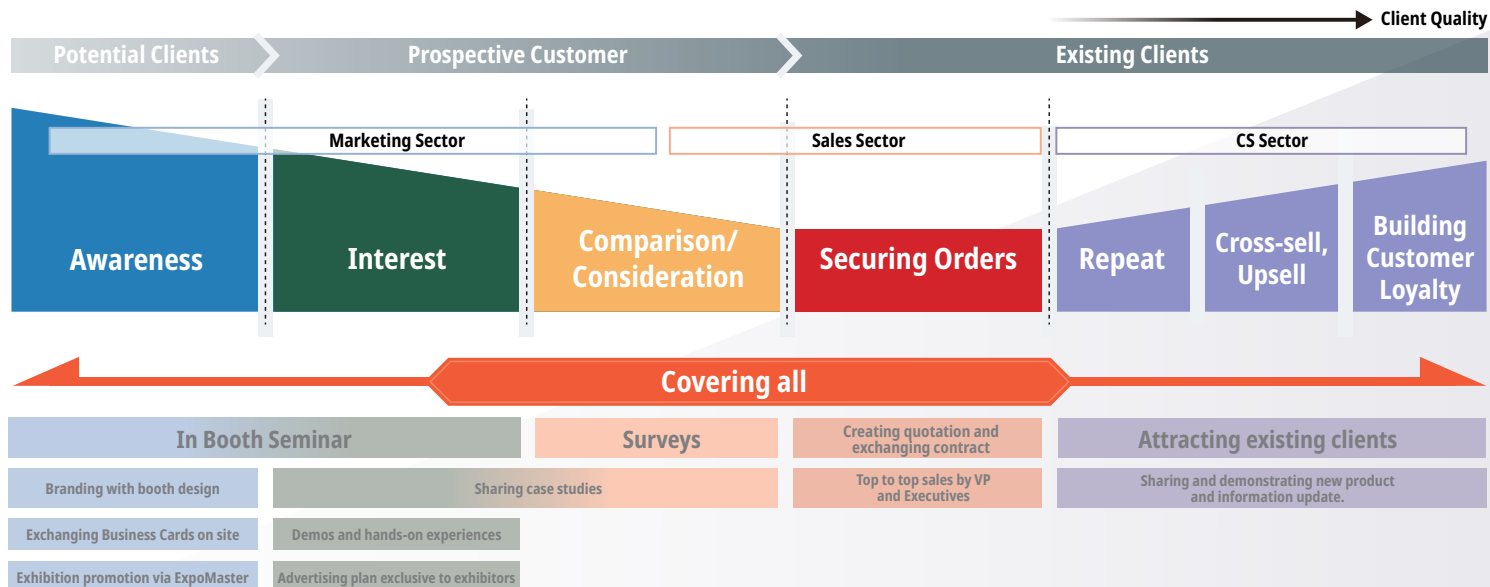 Client Quality
Potential Clients
Prospective Customer
Existing Clients
Marketing Sector
Sales Sector
CS Sector
Awareness
Interest
Comparison/
Consideration
Securing Orders
Repeat
Cross-sell,
Upsell
Building
Customer
Loyalty
Covering all
In Booth Seminar
Surveys
Creating quotation and
exchanging contract
Attracting existing clients
Branding with booth design
Sharing case studies
Top to top sales by VP
and Executives
Sharing and demonstrating new product
and information update.
Exchanging Business Cards on site
Demos and hands-on experiences
Exhibition promotion via ExpoMaster
Advertising plan exclusive to exhibitors